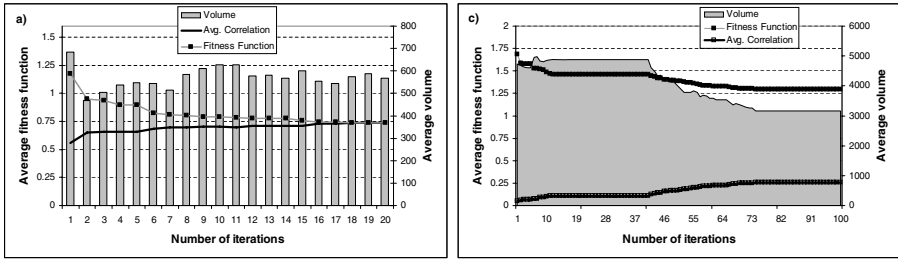 a)
Volume
Avg. Correlation
Fitness Function
Average fitness function
1.5
1.25
1
0.75
0.5
0.25
0
800
700
600
500
400
300
200
100
0
Average volume
1 2 3 4 5 6 7 8 9 10 11 12 13 14 15 16 17 18 19 20
Number of iterations
c)
Volume
Fitness Function
Avg. Correlation
Average fitness function
2
1.75
1.5
1.25
1
0.75
0.5
0.25
0
6000
5000
4000
3000
2000
1000
0
Average volume
1 10 19 28 37 46 55 64 73 82 91 100
Number of iterations